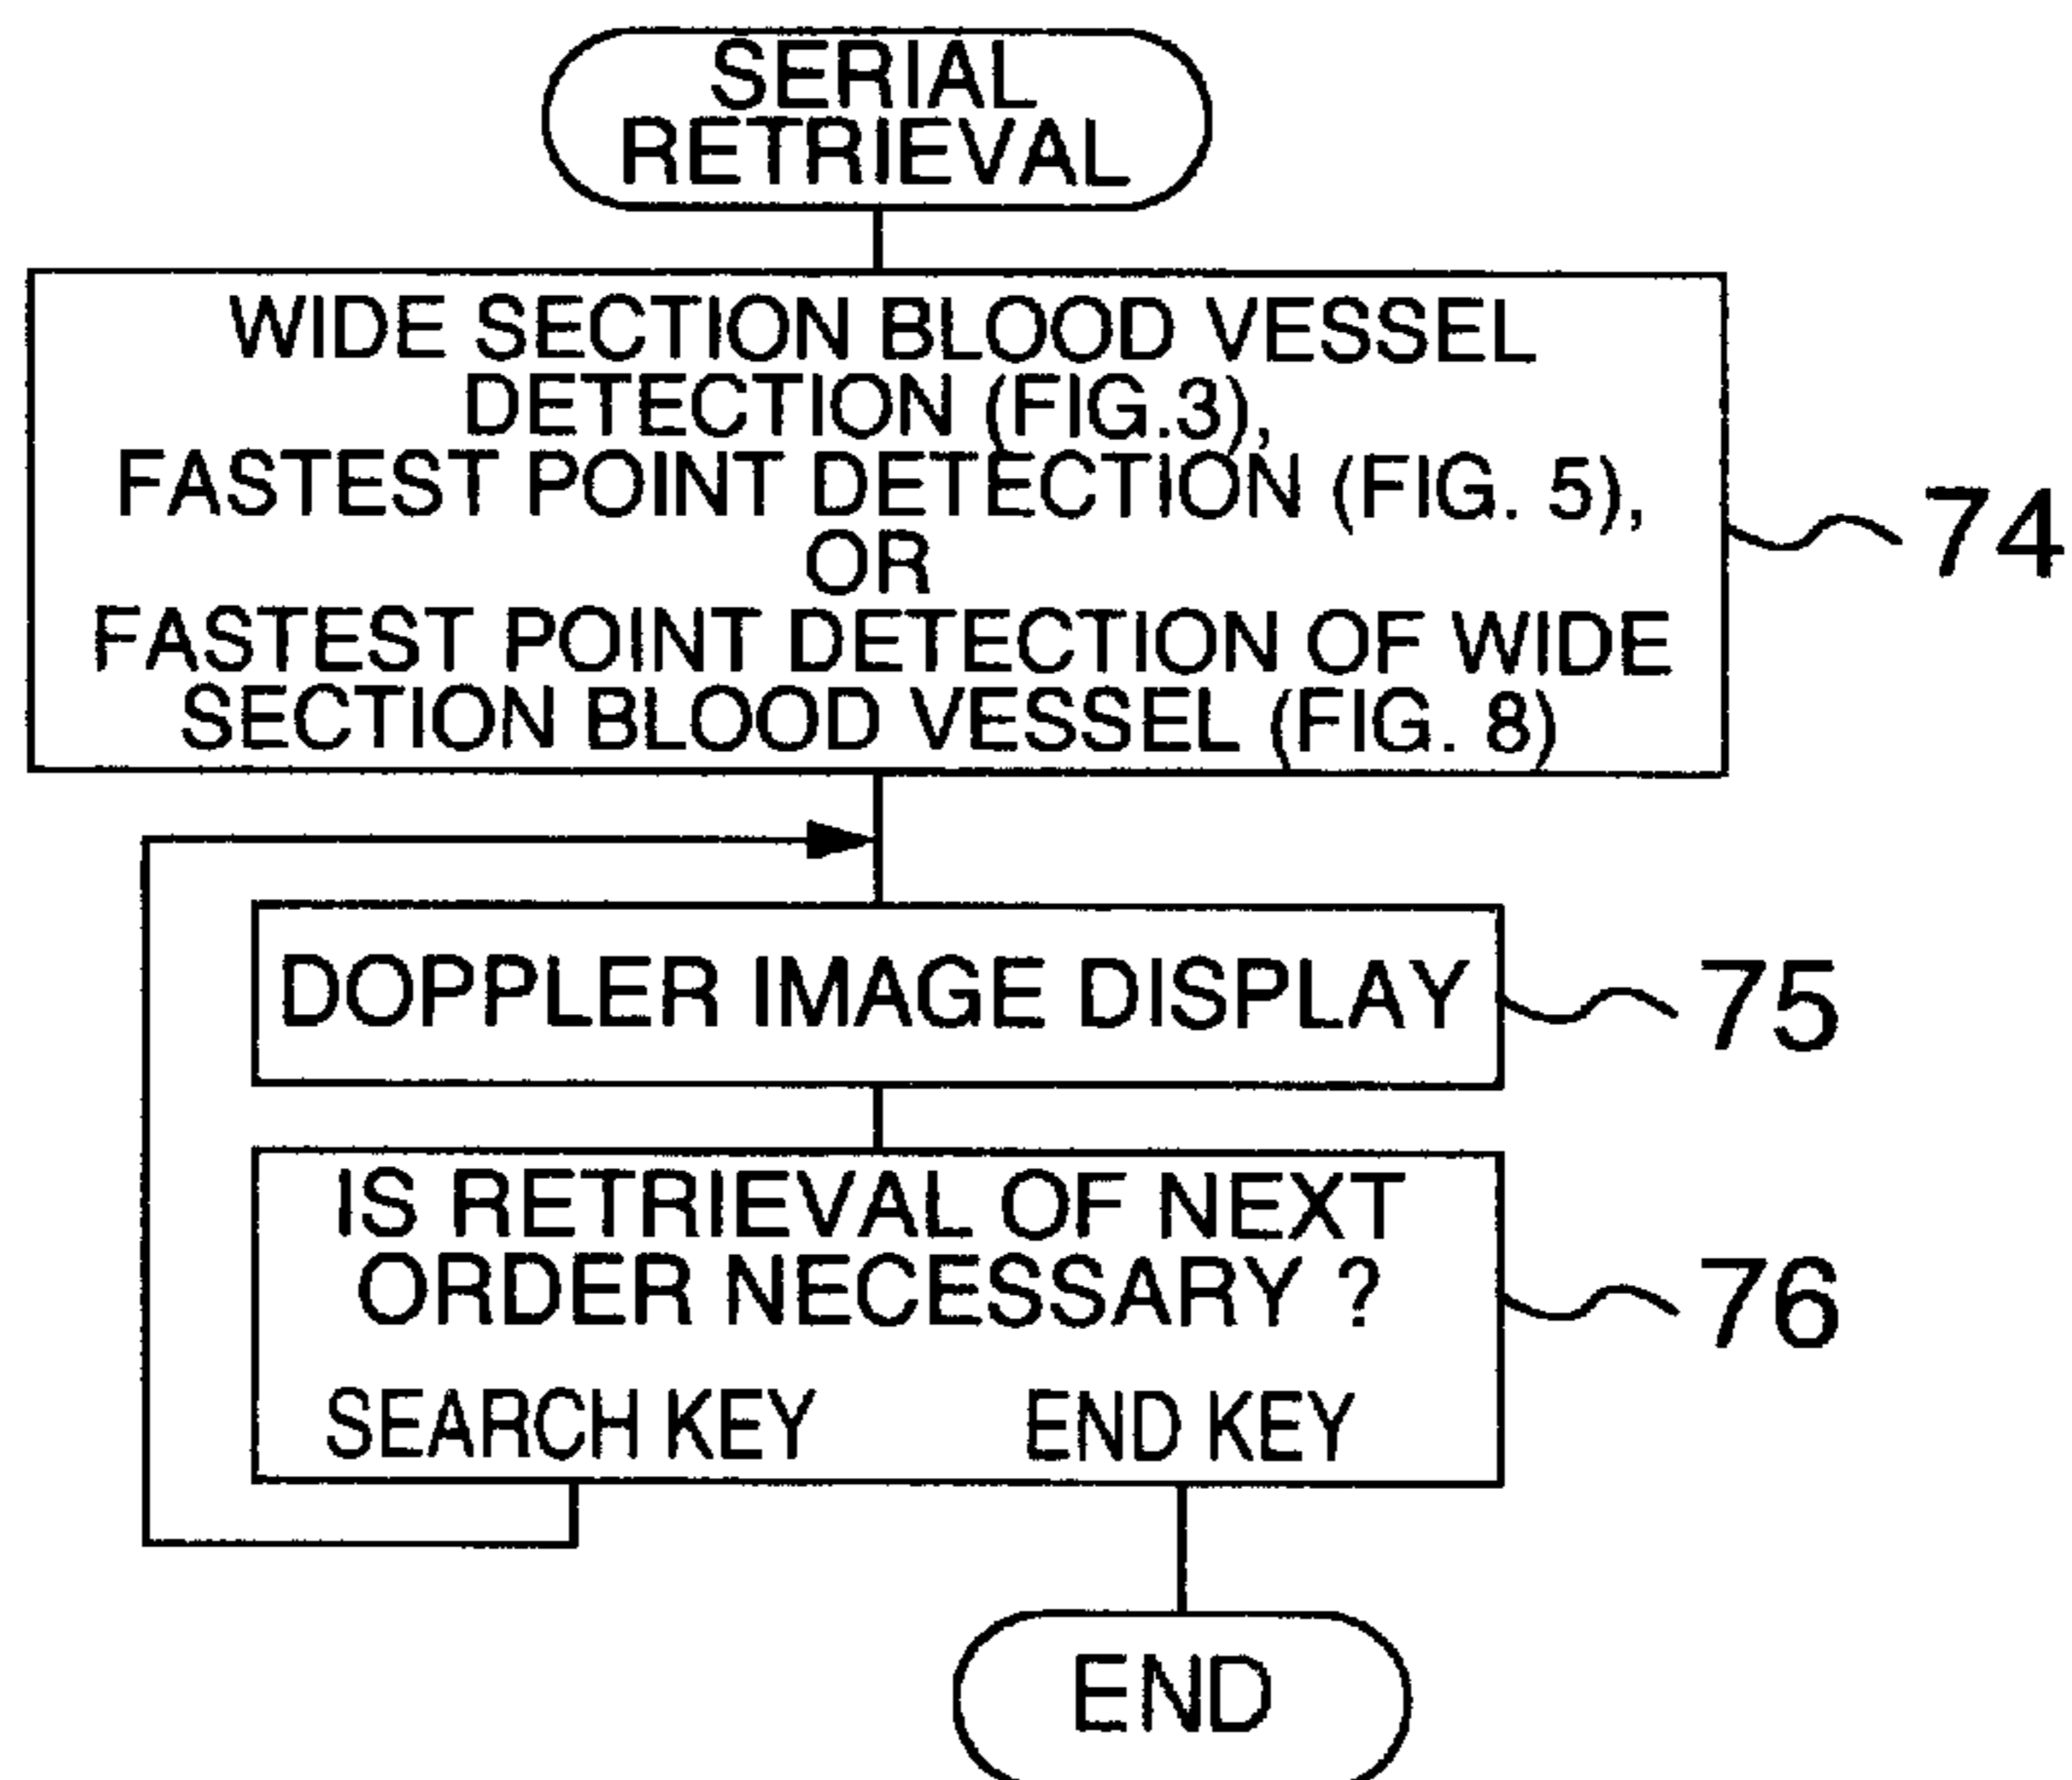 SERIAL
RETRIEVAL
WIDE SECTION BLOOD VESSEL
DETECTION (FIG.3),
FASTEST POINT DETECTION (FIG. 5),
OR
FASTEST POINT DETECTION OF WIDE
SECTION BLOOD VESSEL (FIG. 8)
74
DOPPLER IMAGE DISPLAY
75
IS RETRIEVAL OF NEXT
ORDER NECESSARY ?
76
SEARCH KEY END KEY
END